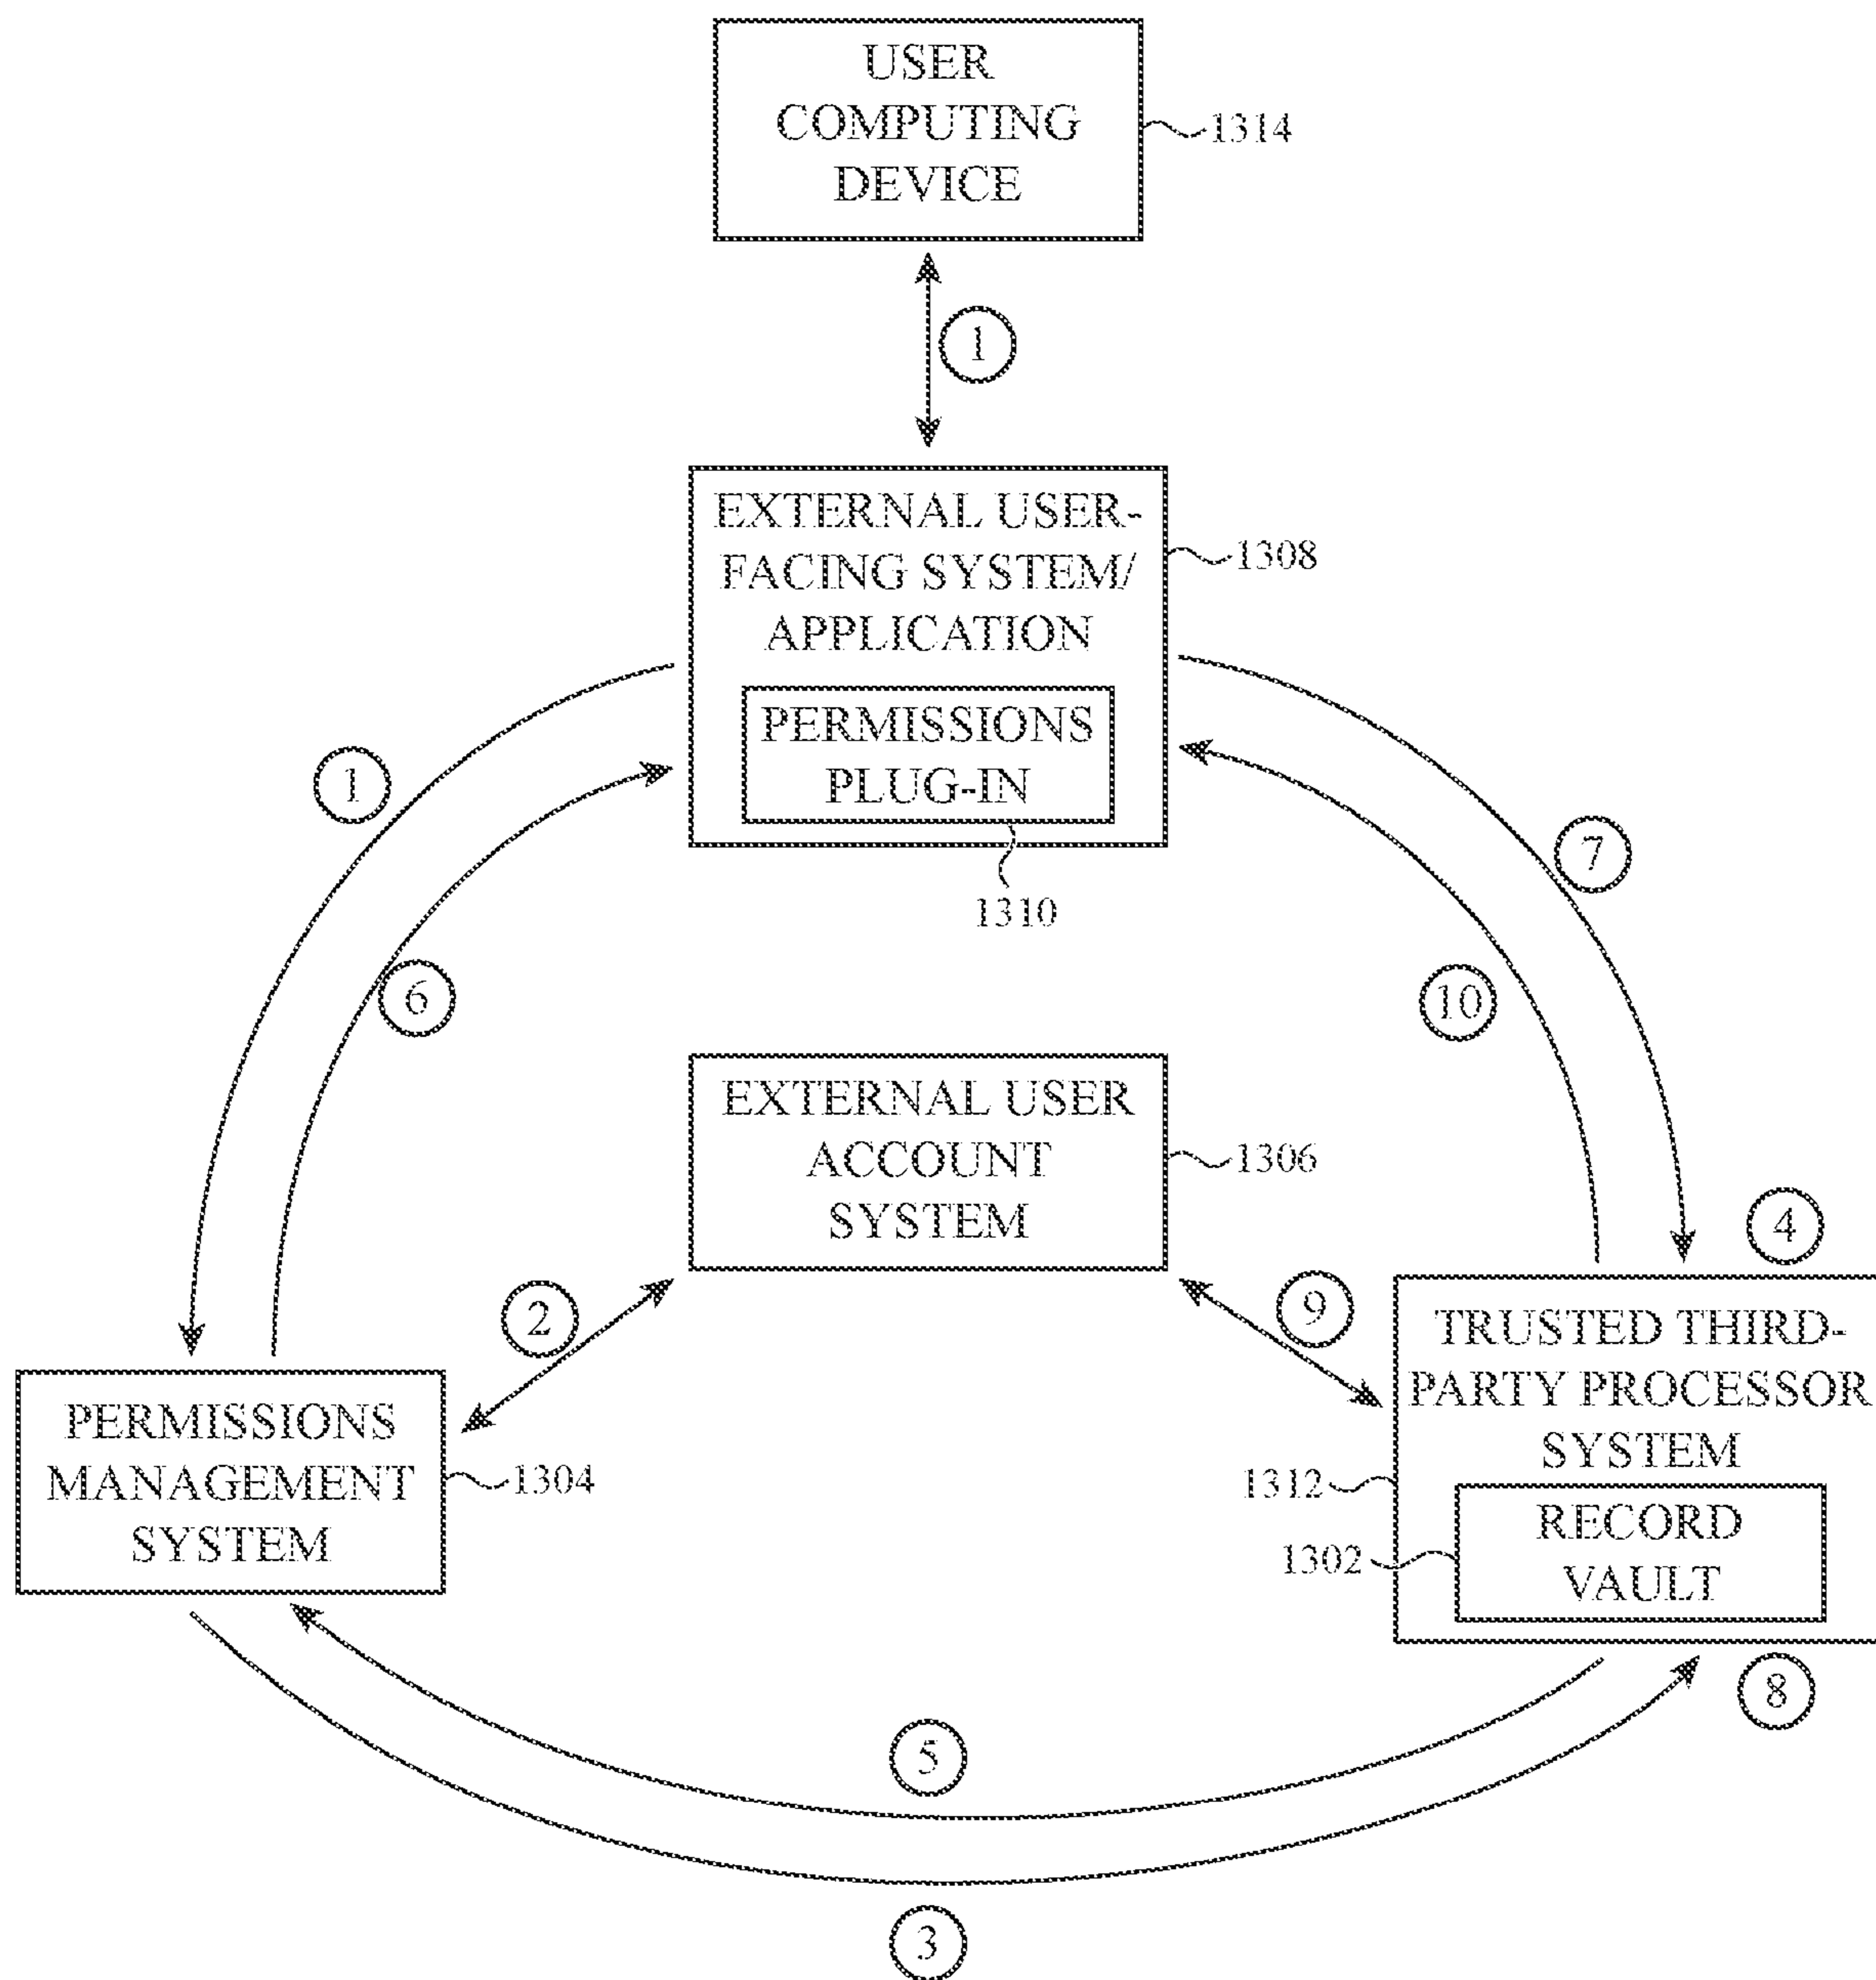 USER
COMPUTING
DEVICE
1314
1
EXTERNAL USER-
FACING SYSTEM/
APPLICATION
1308
PERMISSIONS
PLUG-IN
1310
1
7
6
10
EXTERNAL USER
ACCOUNT
SYSTEM
1306
4
2
9
TRUSTED THIRD-
PARTY PROCESSOR
SYSTEM
1312
RECORD
VAULT
1302
PERMISSIONS
MANAGEMENT
SYSTEM
1304
8
5
3